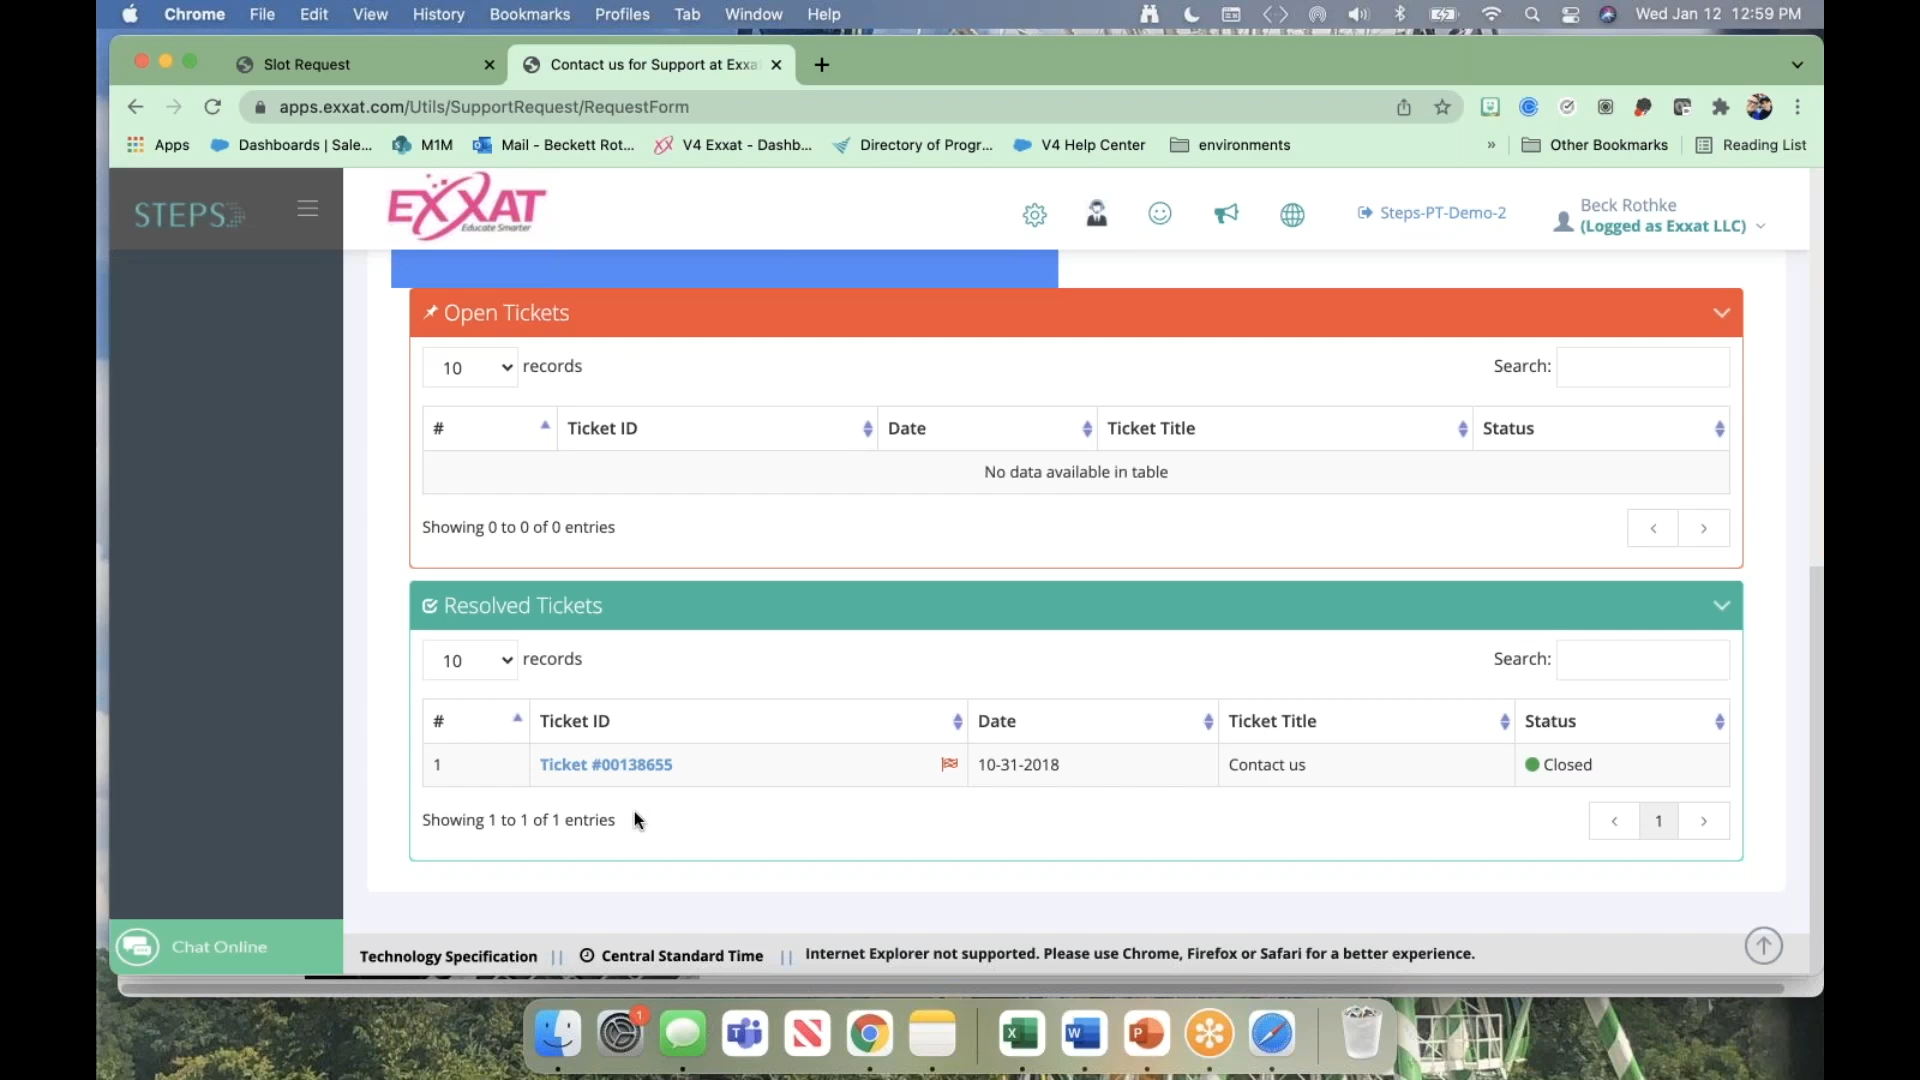 Chrome File Edit View History Bookmarks Profiles Tab Window Help Wed Jan 12 12:59 PM
Slot Request Contact us for Support at Exxa
apps.exxat.com/Utils/SupportRequest/RequestForm
Apps Dashboards | Sale... M1M Mail - Beckett Rot... V4 Exxat - Dashb... Directory of Progr... V4 Help Center environments » Other Bookmarks Reading List
STEPS EXXAT Steps-PT-Demo-2 Beck Rothke
Educate Smarter (Logged as Exxat LLC)
Open Tickets
10 records Search:
# Ticket ID Date Ticket Title Status
No data available in table
Showing 0 to 0 of 0 entries < >
Resolved Tickets
10 records Search:
# Ticket ID Date Ticket Title Status
1 Ticket #00138655 10-31-2018 Contact us Closed
Showing 1 to 1 of 1 entries < 1 >
Chat Online Technology Specification || Central Standard Time || Internet Explorer not supported. Please use Chrome, Firefox or Safari for a better experience.
1
X W P